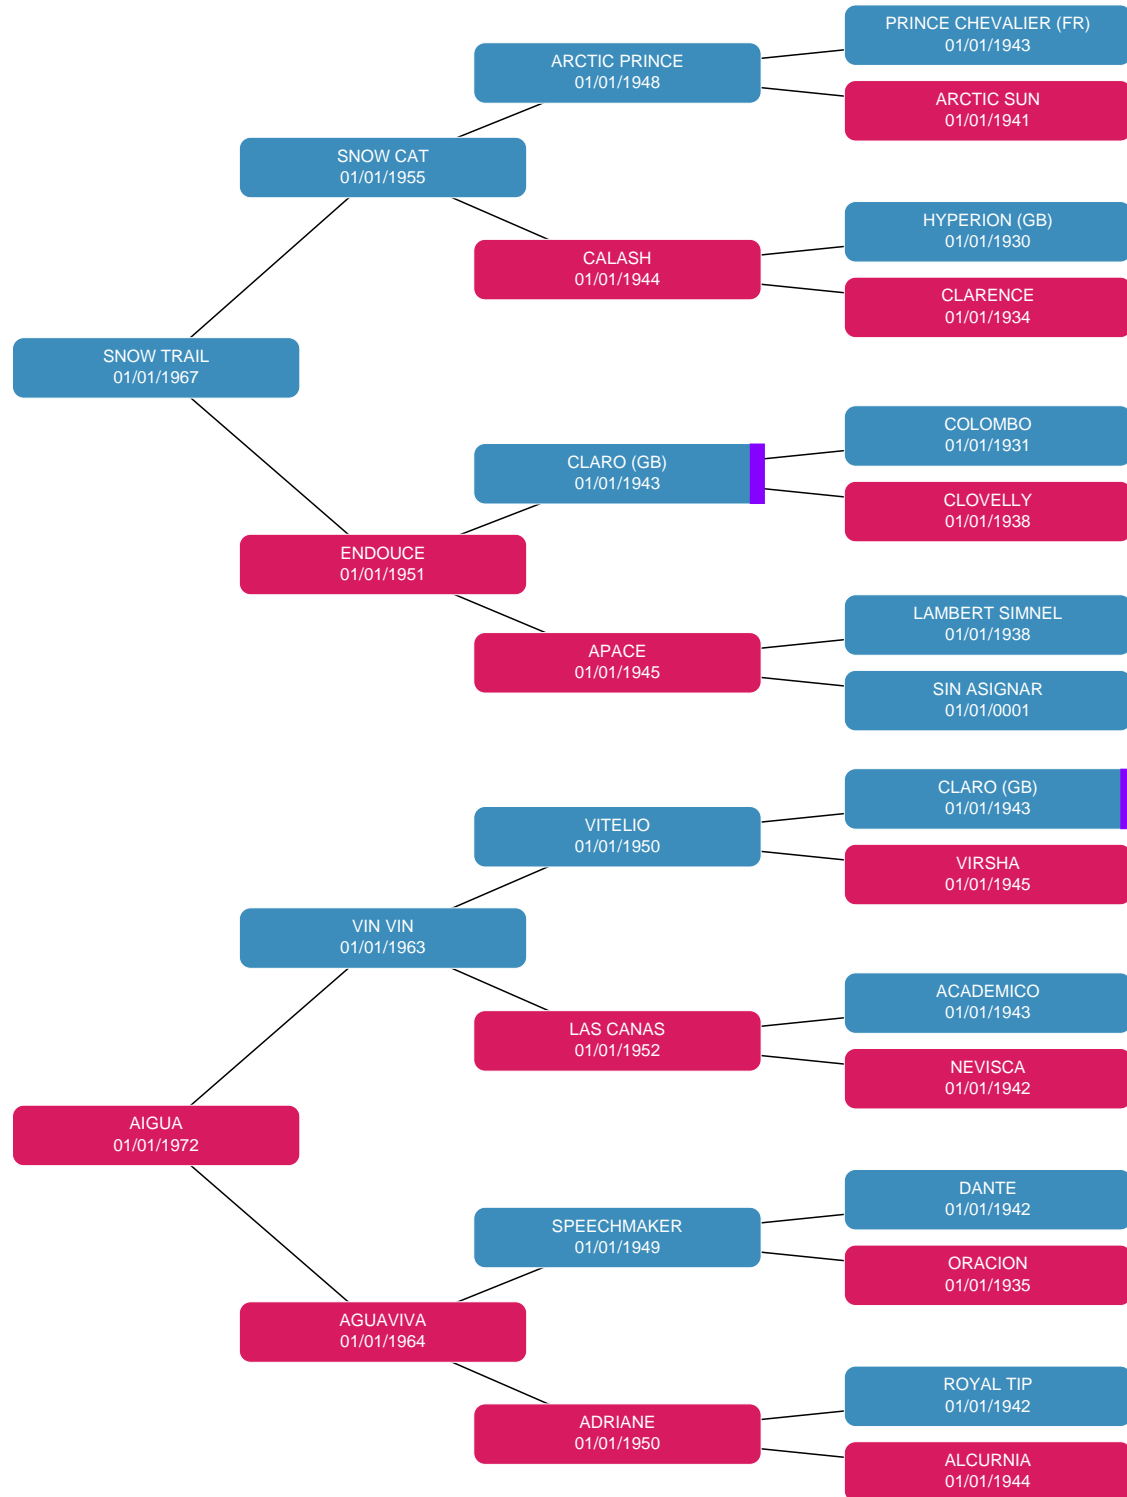 PRINCE CHEVALIER (FR)
01/01/1943
ARCTIC PRINCE
01/01/1948
ARCTIC SUN
01/01/1941
SNOW CAT
01/01/1955
HYPERION (GB)
01/01/1930
CALASH
01/01/1944
CLARENCE
01/01/1934
SNOW TRAIL
01/01/1967
COLOMBO
01/01/1931
CLARO (GB)
01/01/1943
CLOVELLY
01/01/1938
ENDOUCE
01/01/1951
LAMBERT SIMNEL
01/01/1938
APACE
01/01/1945
SIN ASIGNAR
01/01/0001
CLARO (GB)
01/01/1943
VITELIO
01/01/1950
VIRSHA
01/01/1945
VIN VIN
01/01/1963
ACADEMICO
01/01/1943
LAS CANAS
01/01/1952
NEVISCA
01/01/1942
AIGUA
01/01/1972
DANTE
01/01/1942
SPEECHMAKER
01/01/1949
ORACION
01/01/1935
AGUAVIVA
01/01/1964
ROYAL TIP
01/01/1942
ADRIANE
01/01/1950
ALCURNIA
01/01/1944